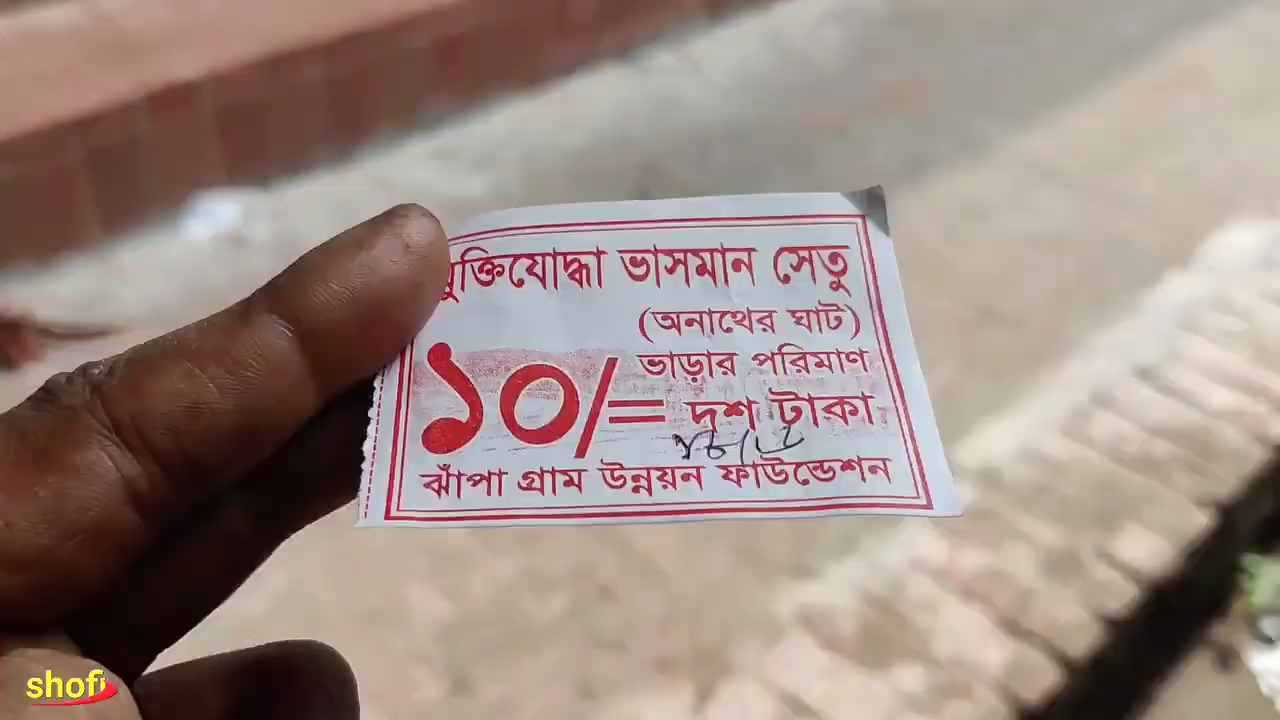 মুক্তিযোদ্ধা ভাসমান সেতু
(অনাথের ঘাট)
ভাড়ার পরিমাণ
১০/= দশ টাকা
ঝাঁপা গ্রাম উন্নয়ন ফাউন্ডেশন
shofi